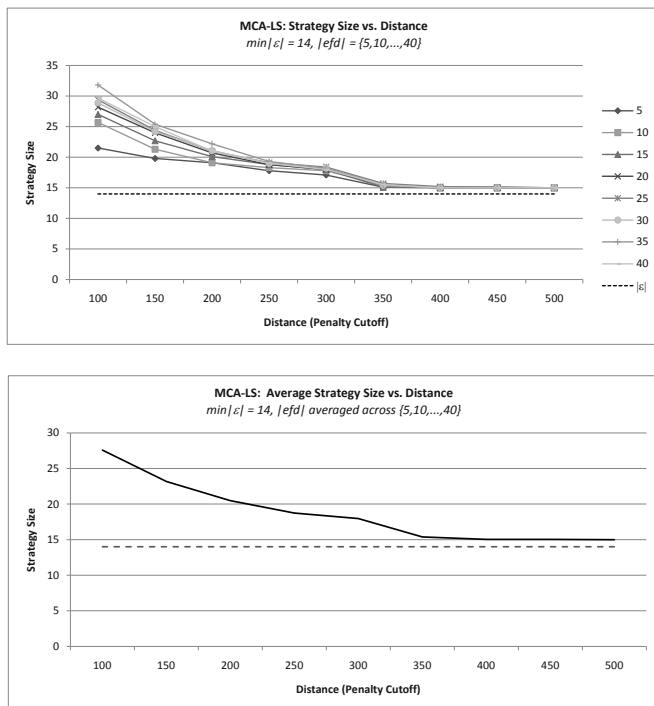 MCA-LS: Strategy Size vs. Distance
min|ε| = 14, |efd| = {5,10,...,40}
35
30
25
20
15
10
5
0
Strategy Size
100 150 200 250 300 350 400 450 500
Distance (Penalty Cutoff)
5
10
15
20
25
30
35
40
|ε|
MCA-LS: Average Strategy Size vs. Distance
min|ε| = 14, |efd| averaged across {5,10,...,40}
30
25
20
15
10
5
0
Strategy Size
100 150 200 250 300 350 400 450 500
Distance (Penalty Cutoff)